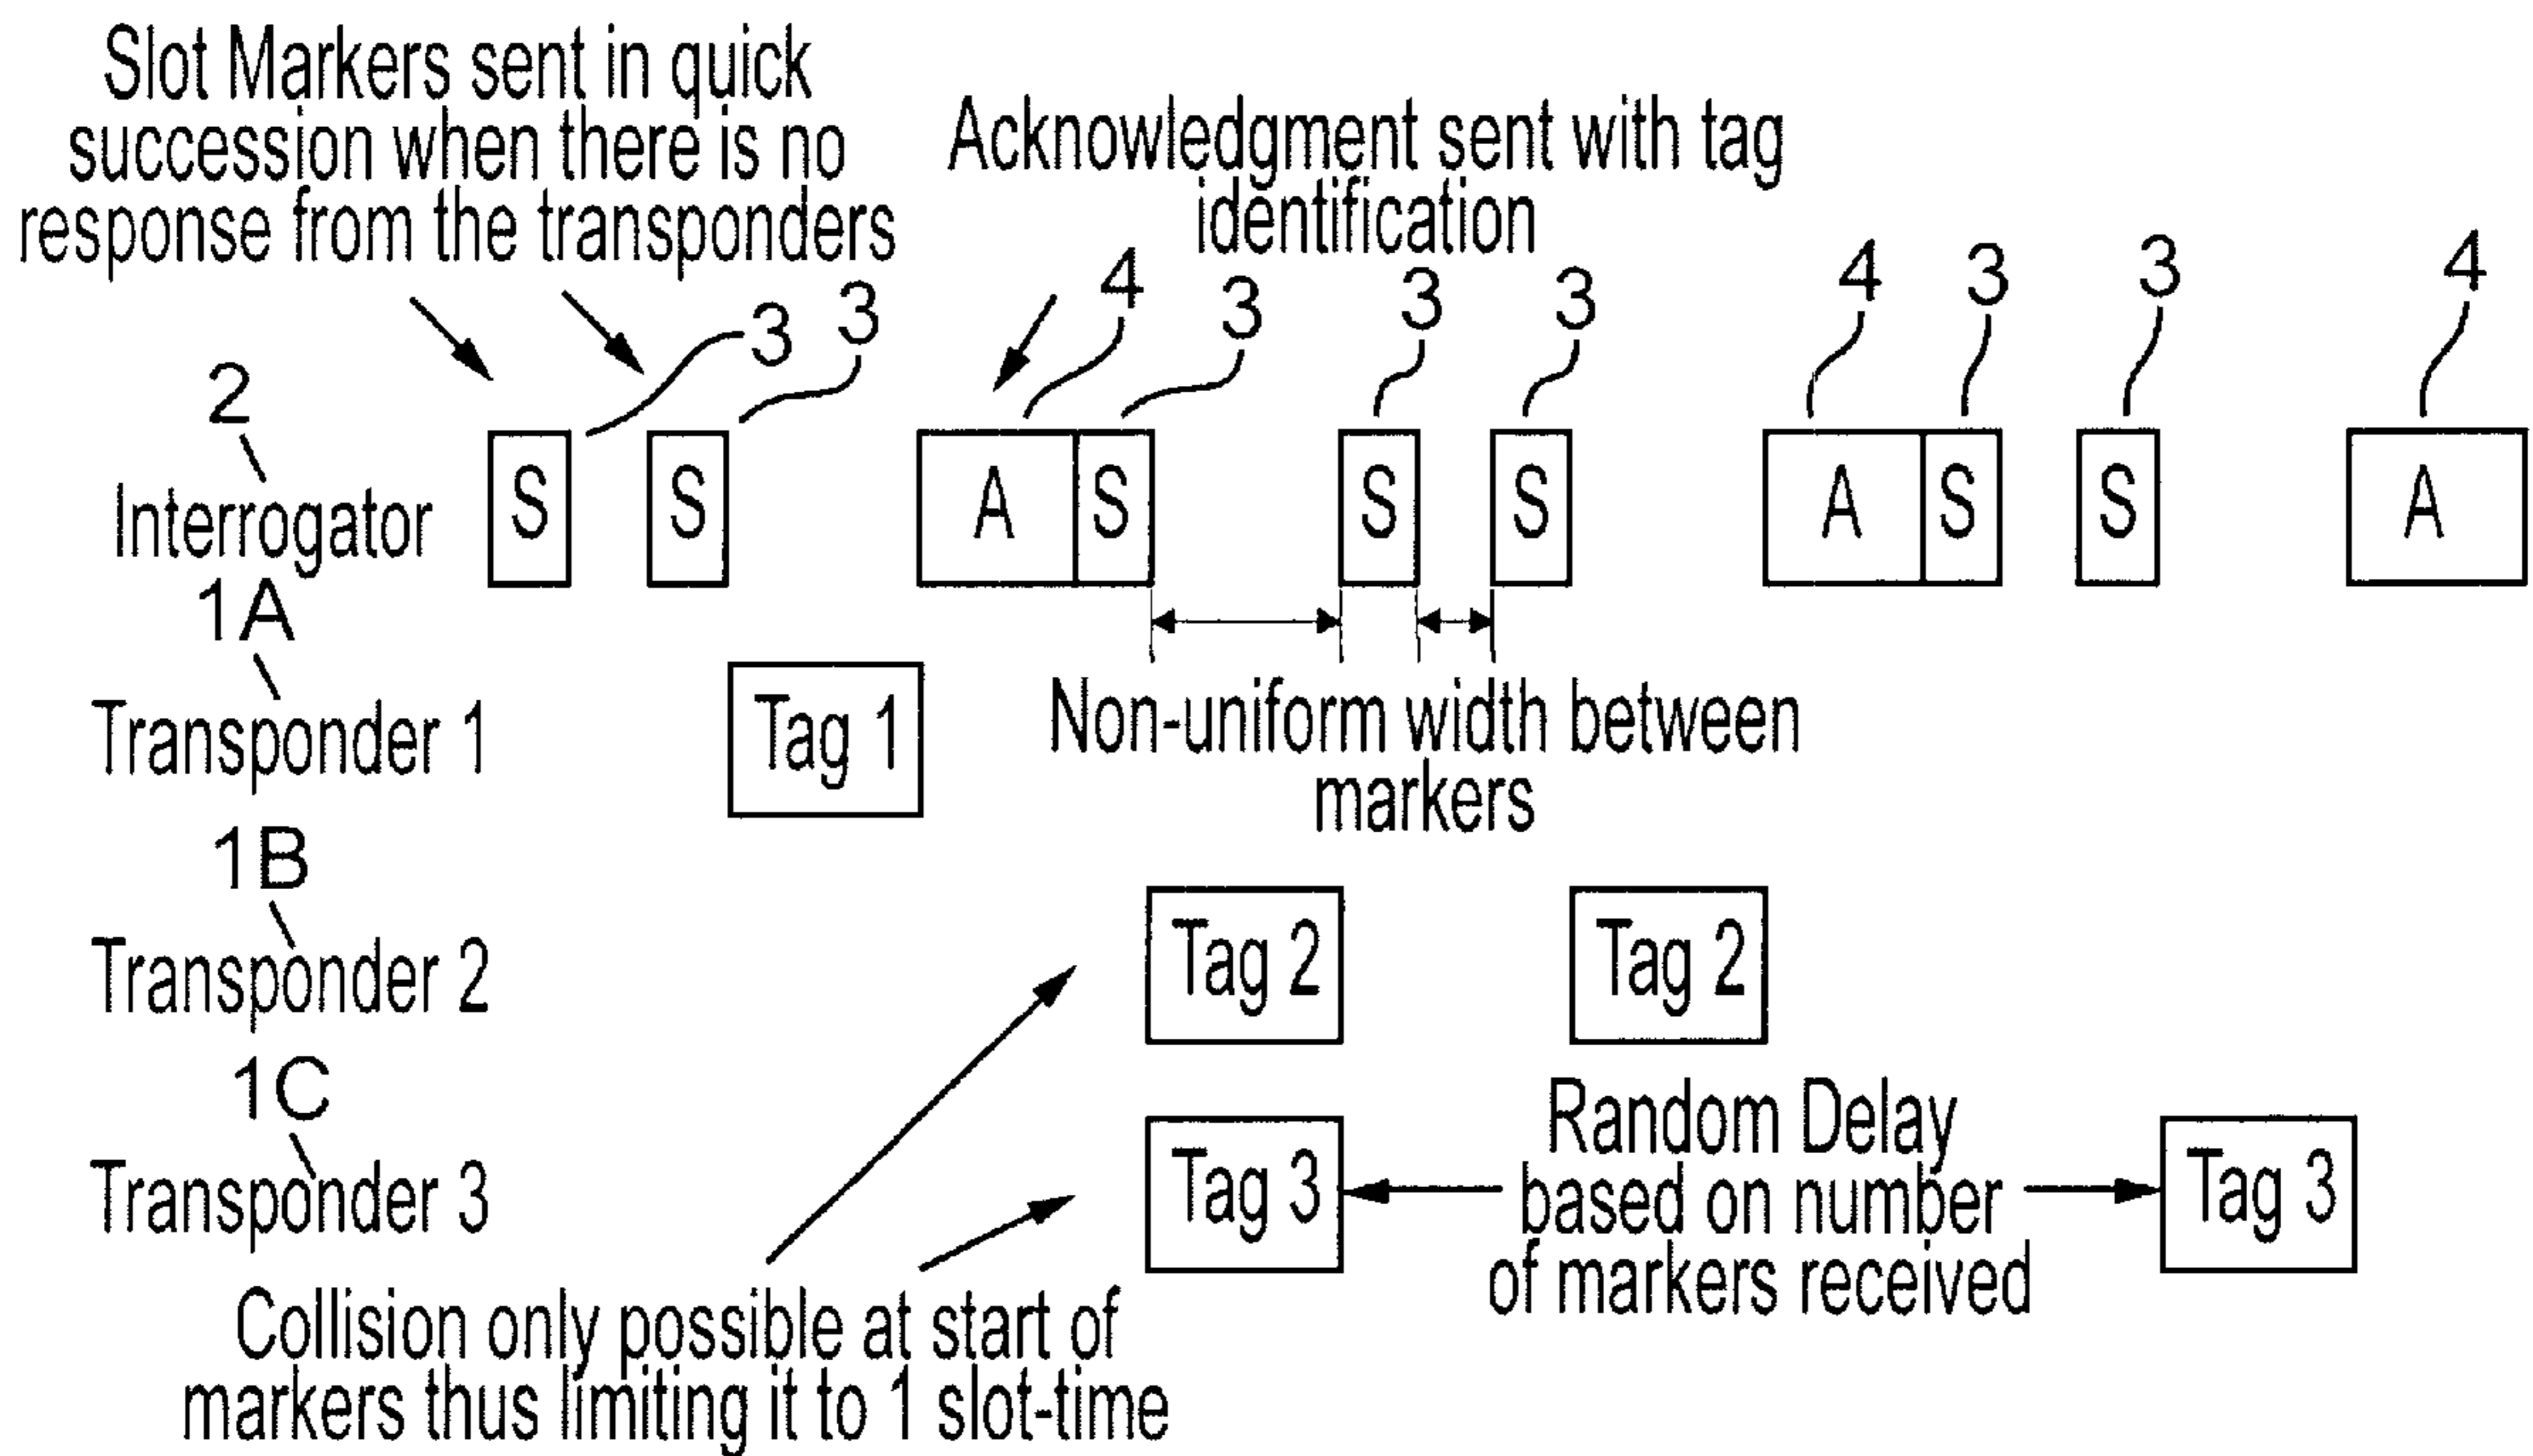 Slot Markers sent in quick
succession when there is no
response from the transponders
Acknowledgment sent with tag
identification
3 3 4 3 3 3 4 3 3 4
2
Interrogator
S S A S S S A S S A
1A
Transponder 1
Tag 1
Non-uniform width between
markers
1B
Transponder 2
Tag 2 Tag 2
1C
Transponder 3
Tag 3
Random Delay
based on number
of markers received
Tag 3
Collision only possible at start of
markers thus limiting it to 1 slot-time